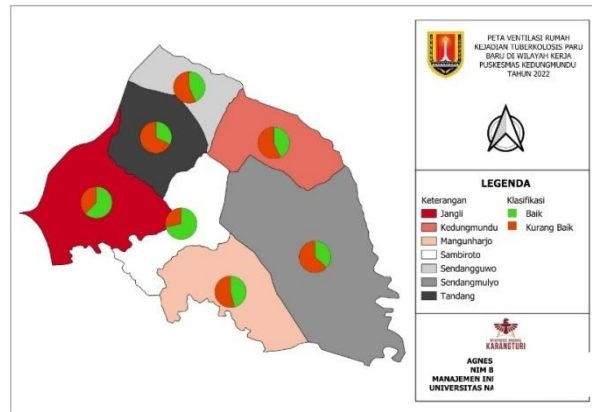 PETA VENTILASI RUMAH
KEJADIAN TUBERKOLOSIS PARU
BARU DI WILAYAH KERJA
PUSKESMAS KEDUNGMUNDU
TAHUN 2022
LEGENDA
Keterangan
Jangli
Kedungmundu
Mangunharjo
Sambiroto
Sendangguwo
Sendangmulyo
Tandang
Klasifikasi
Baik
Kurang Baik
KARANGTURI
AGNES
NIM B
MANAJEMEN IN
UNIVERSITAS NA